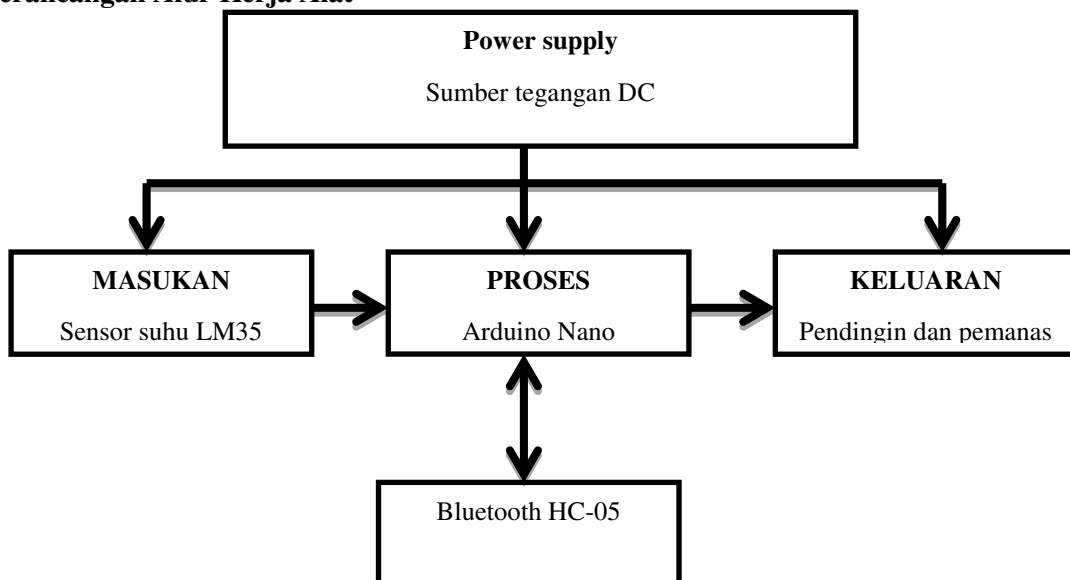 Alur Kerja Alat
Power supply
Sumber tegangan DC
MASUKAN
Sensor suhu LM35
PROSES
Arduino Nano
KELUARAN
Pendingin dan pemanas
Bluetooth HC-05